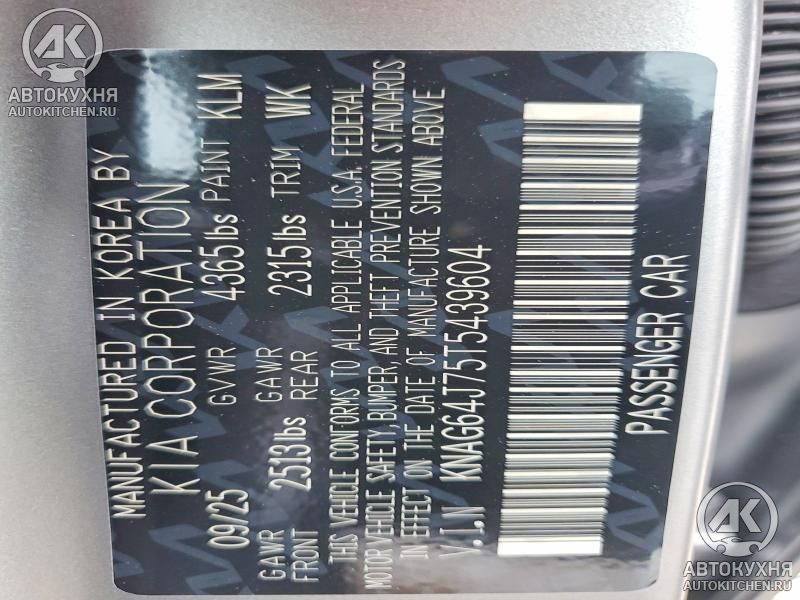 MANUFACTURED IN KOREA BY
KIA CORPORATION
09/25 GVWR 4365lbs PAINT KLM
GAWR FRONT 2513lbs GAWR REAR 2315lbs TRIM WK
THIS VEHICLE CONFORMS TO ALL APPLICABLE U.S.A. FEDERAL
MOTOR VEHICLE SAFETY, BUMPER, AND THEFT PREVENTION STANDARDS
IN EFFECT ON THE DATE OF MANUFACTURE SHOWN ABOVE
V.I.N KNAG64J75T5439604
PASSENGER CAR
AK
АВТОКУХНЯ
AUTOKITCHEN.RU
AK
АВТОКУХНЯ
AUTOKITCHEN.RU